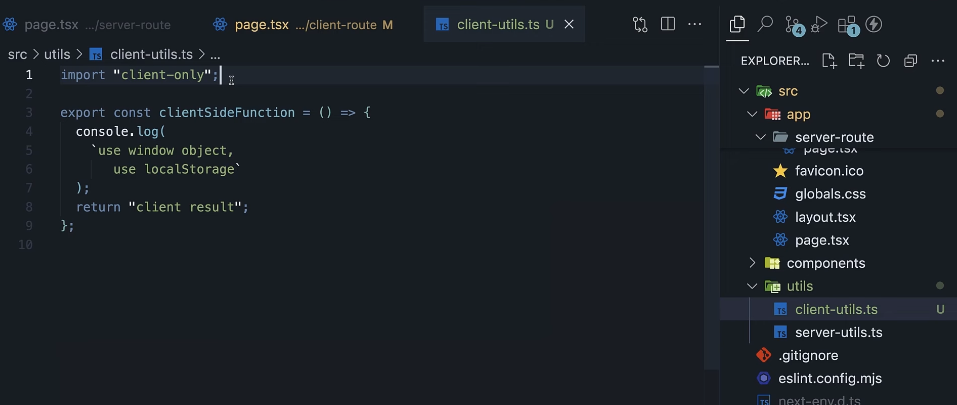 page.tsx .../server-route
page.tsx .../client-route M
client-utils.ts U
src > utils > client-utils.ts > ...
1 import "client-only";
2
3 export const clientSideFunction = () => {
4 console.log(
5 `use window object,
6 use localStorage`
7 );
8 return "client result";
9 };
10
4
1
EXPLORER...
src
app
server-route
page.tsx
favicon.ico
globals.css
layout.tsx
page.tsx
components
utils
client-utils.ts U
server-utils.ts
.gitignore
eslint.config.mjs
next-env.d.ts